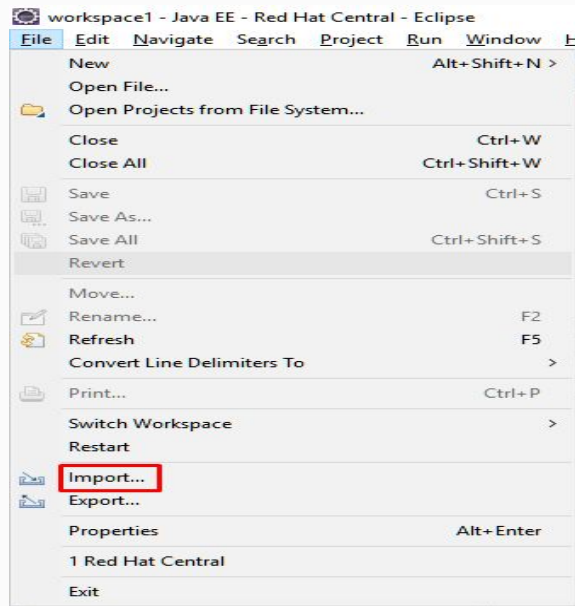 workspace1 - Java EE - Red Hat Central - Eclipse
File Edit Navigate Search Project Run Window H
New Alt+Shift+N >
Open File...
Open Projects from File System...
Close Ctrl+W
Close All Ctrl+Shift+W
Save Ctrl+S
Save As...
Save All Ctrl+Shift+S
Revert
Move...
Rename... F2
Refresh F5
Convert Line Delimiters To >
Print... Ctrl+P
Switch Workspace >
Restart
Import...
Export...
Properties Alt+Enter
1 Red Hat Central
Exit